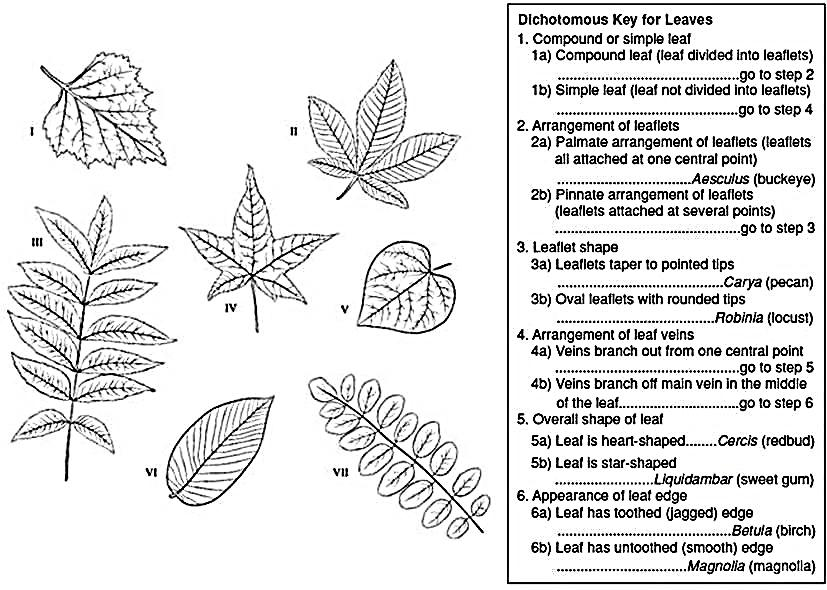 I
II
III
IV
V
VI
VII
Dichotomous Key for Leaves
1. Compound or simple leaf
1a) Compound leaf (leaf divided into leaflets)
.........................................go to step 2
1b) Simple leaf (leaf not divided into leaflets)
.........................................go to step 4
2. Arrangement of leaflets
2a) Palmate arrangement of leaflets (leaflets
all attached at one central point)
..............................Aesculus (buckeye)
2b) Pinnate arrangement of leaflets
(leaflets attached at several points)
.........................................go to step 3
3. Leaflet shape
3a) Leaflets taper to pointed tips
.....................................Carya (pecan)
3b) Oval leaflets with rounded tips
...................................Robinia (locust)
4. Arrangement of leaf veins
4a) Veins branch out from one central point
.........................................go to step 5
4b) Veins branch off main vein in the middle
of the leaf...........................go to step 6
5. Overall shape of leaf
5a) Leaf is heart-shaped........Cercis (redbud)
5b) Leaf is star-shaped
......................Liquidambar (sweet gum)
6. Appearance of leaf edge
6a) Leaf has toothed (jagged) edge
.......................................Betula (birch)
6b) Leaf has untoothed (smooth) edge
.............................Magnolia (magnolia)